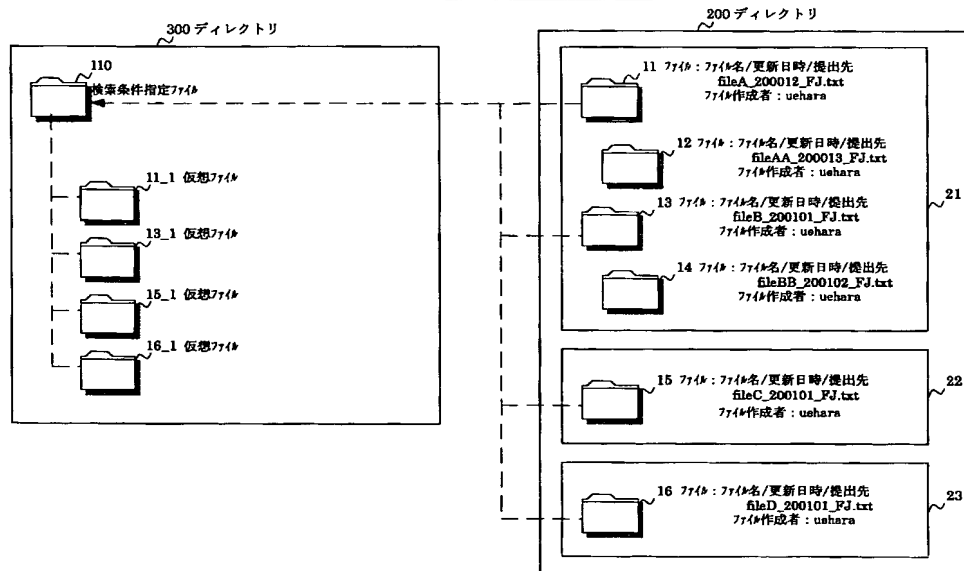 300 ディレクトリ
110
検索条件指定ファイル
11_1 仮想ファイル
13_1 仮想ファイル
15_1 仮想ファイル
16_1 仮想ファイル
200 ディレクトリ
11 ファイル：ファイル名/更新日時/提出先
fileA_200012_FJ.txt
ファイル作成者：uehara
12 ファイル：ファイル名/更新日時/提出先
fileAA_200013_FJ.txt
ファイル作成者：uehara
13 ファイル：ファイル名/更新日時/提出先
fileB_200101_FJ.txt
ファイル作成者：uehara
14 ファイル：ファイル名/更新日時/提出先
fileBB_200102_FJ.txt
ファイル作成者：uehara
21
15 ファイル：ファイル名/更新日時/提出先
fileC_200101_FJ.txt
ファイル作成者：uehara
22
16 ファイル：ファイル名/更新日時/提出先
fileD_200101_FJ.txt
ファイル作成者：uehara
23